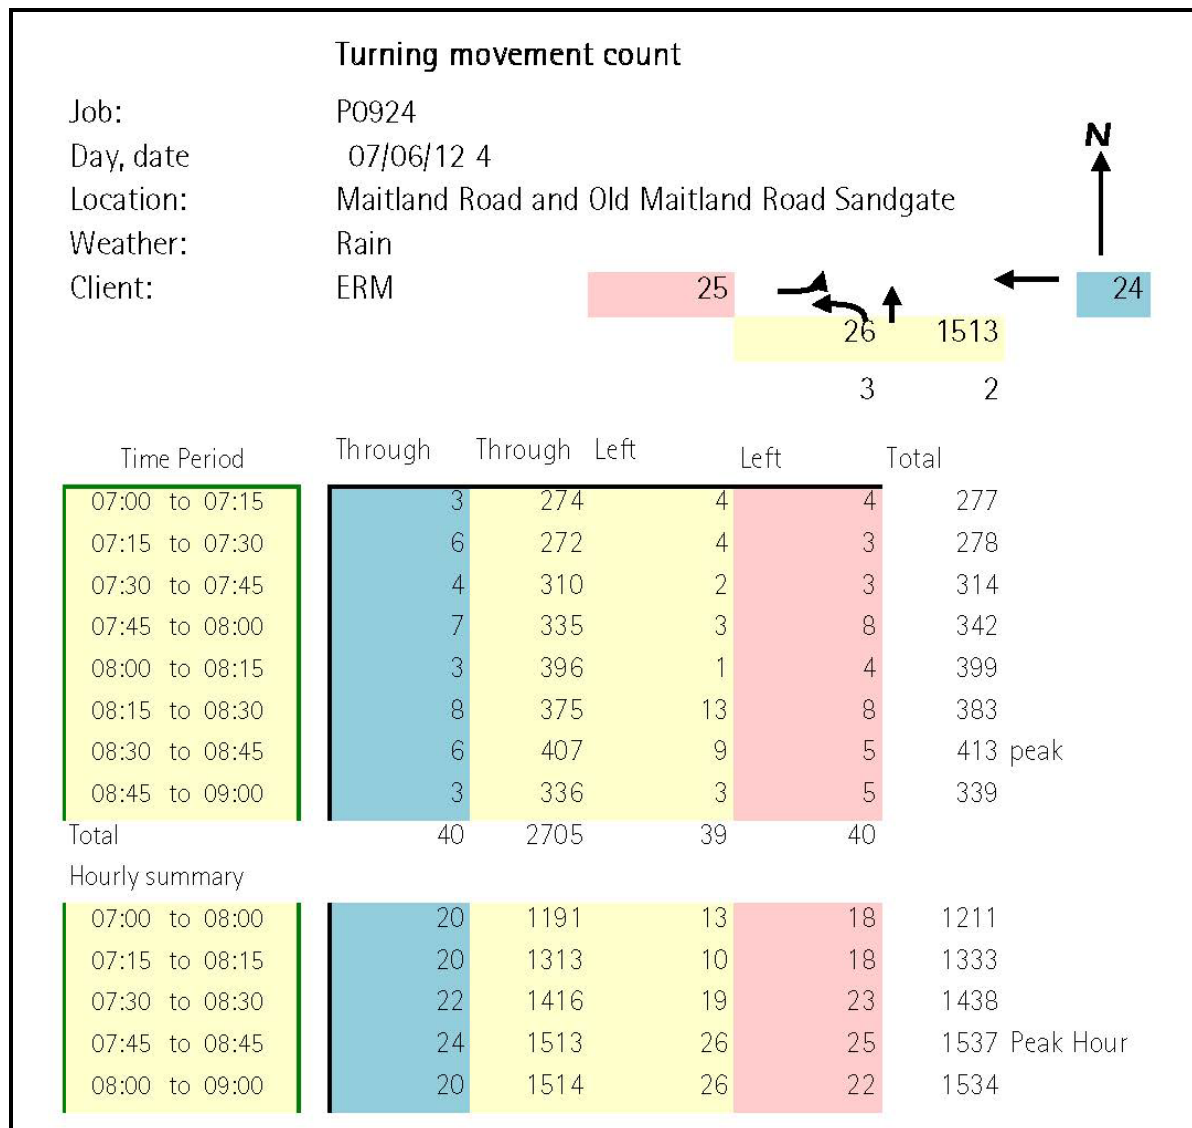 Turning movement count
Job: P0924
Day, date 07/06/12 4
Location: Maitland Road and Old Maitland Road Sandgate
Weather: Rain
N
Client: ERM 25 24
26 1513
3 2
Time Period Through Through Left Left Total
07:00 to 07:15 3 274 4 4 277
07:15 to 07:30 6 272 4 3 278
07:30 to 07:45 4 310 2 3 314
07:45 to 08:00 7 335 3 8 342
08:00 to 08:15 3 396 1 4 399
08:15 to 08:30 8 375 13 8 383
08:30 to 08:45 6 407 9 5 413 peak
08:45 to 09:00 3 336 3 5 339
Total 40 2705 39 40
Hourly summary
07:00 to 08:00 20 1191 13 18 1211
07:15 to 08:15 20 1313 10 18 1333
07:30 to 08:30 22 1416 19 23 1438
07:45 to 08:45 24 1513 26 25 1537 Peak Hour
08:00 to 09:00 20 1514 26 22 1534